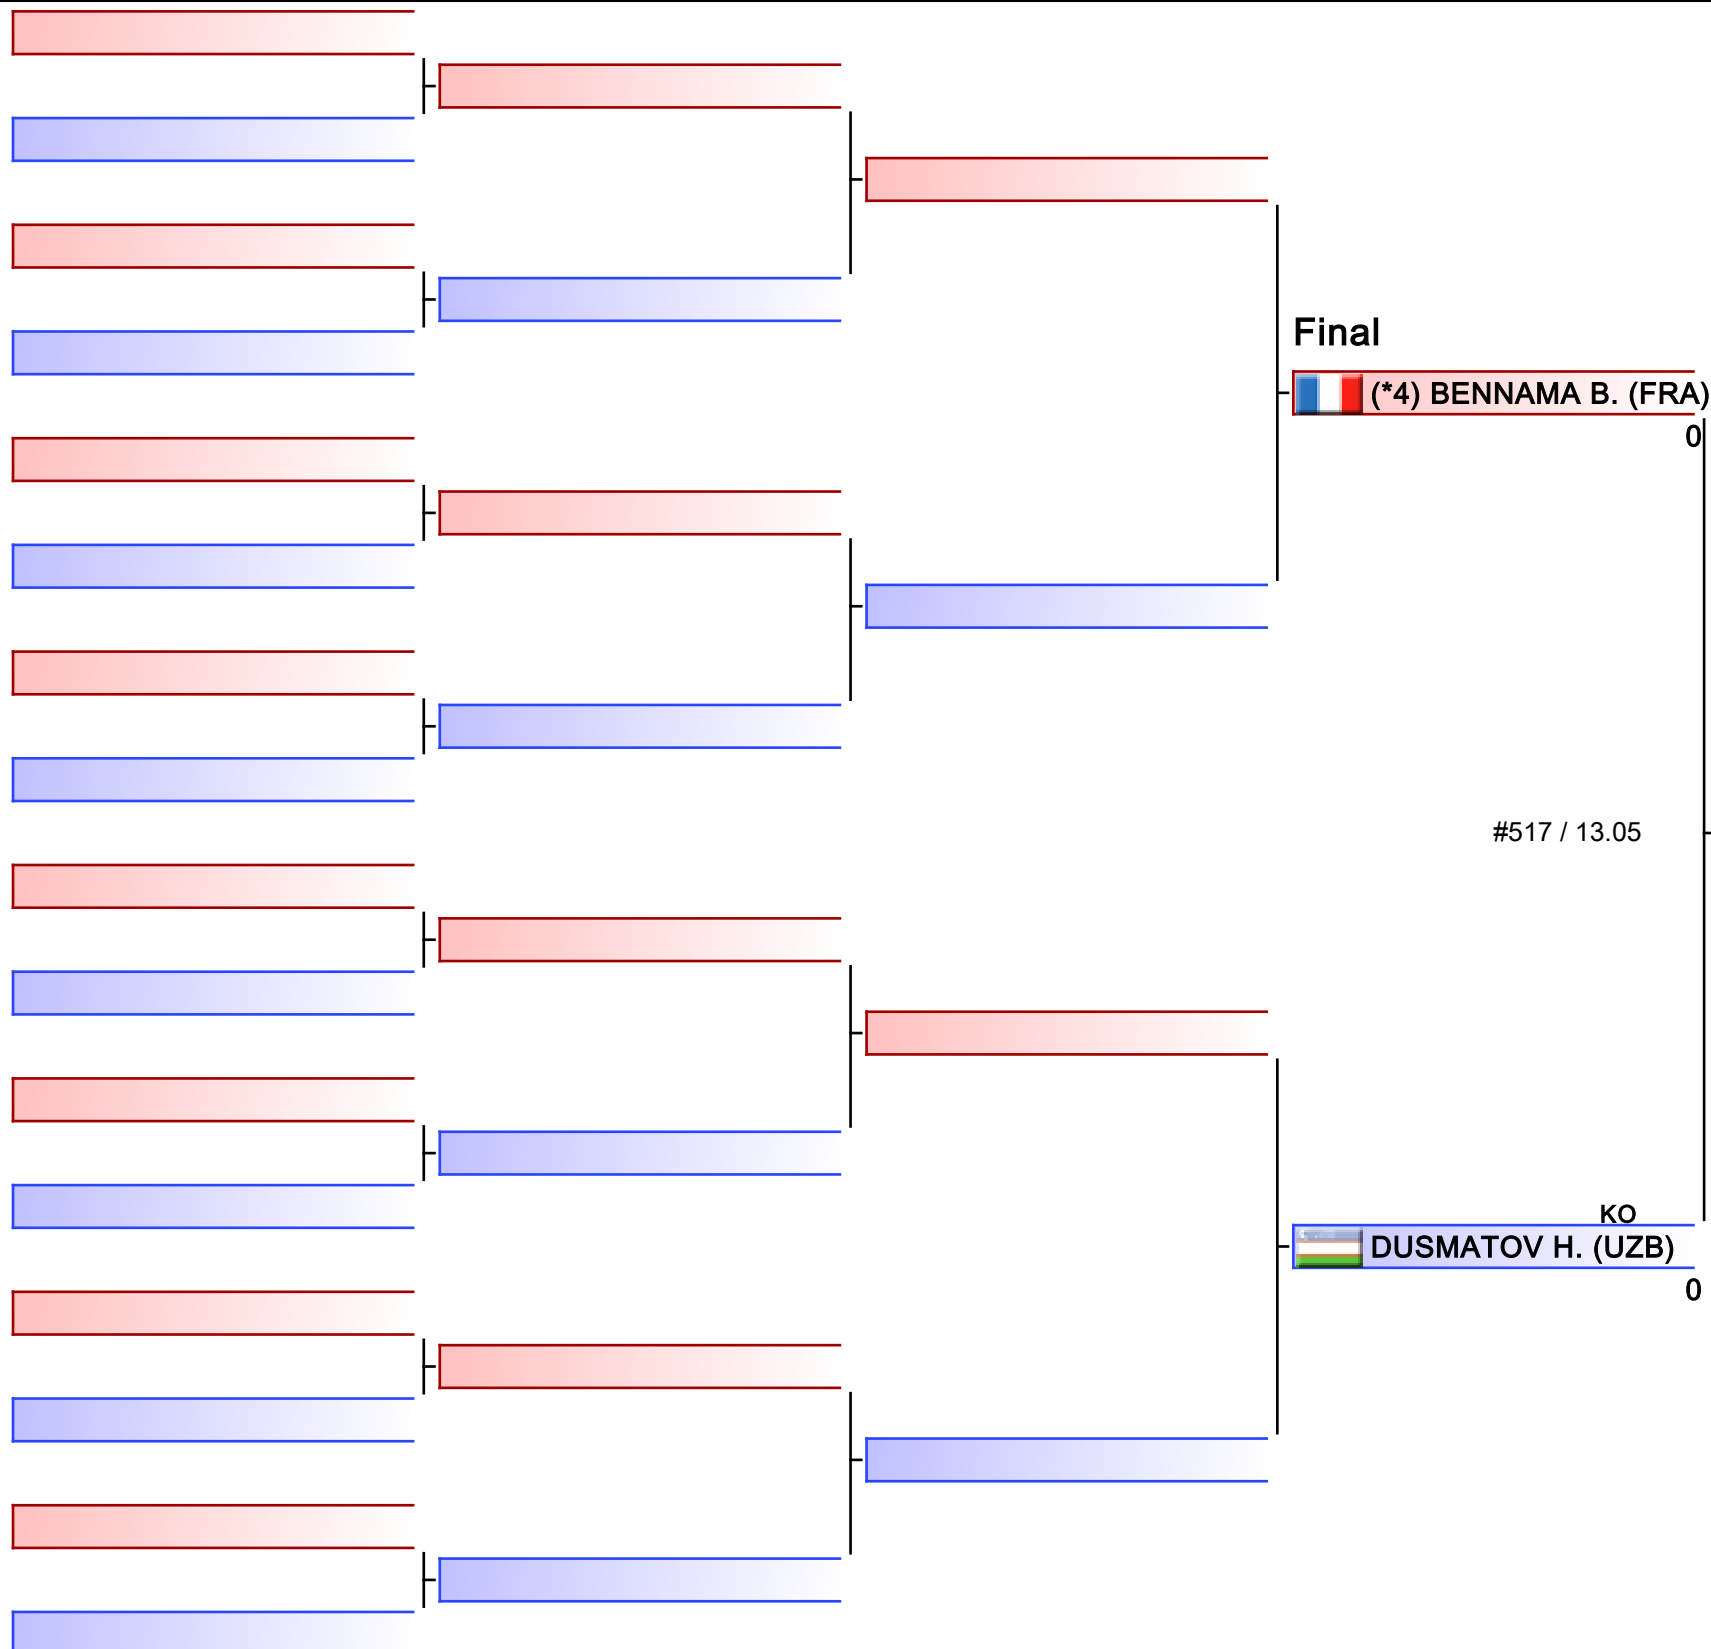 Final
(*4) BENNAMA B. (FRA)
0
#517 / 13.05
KO
DUSMATOV H. (UZB)
0